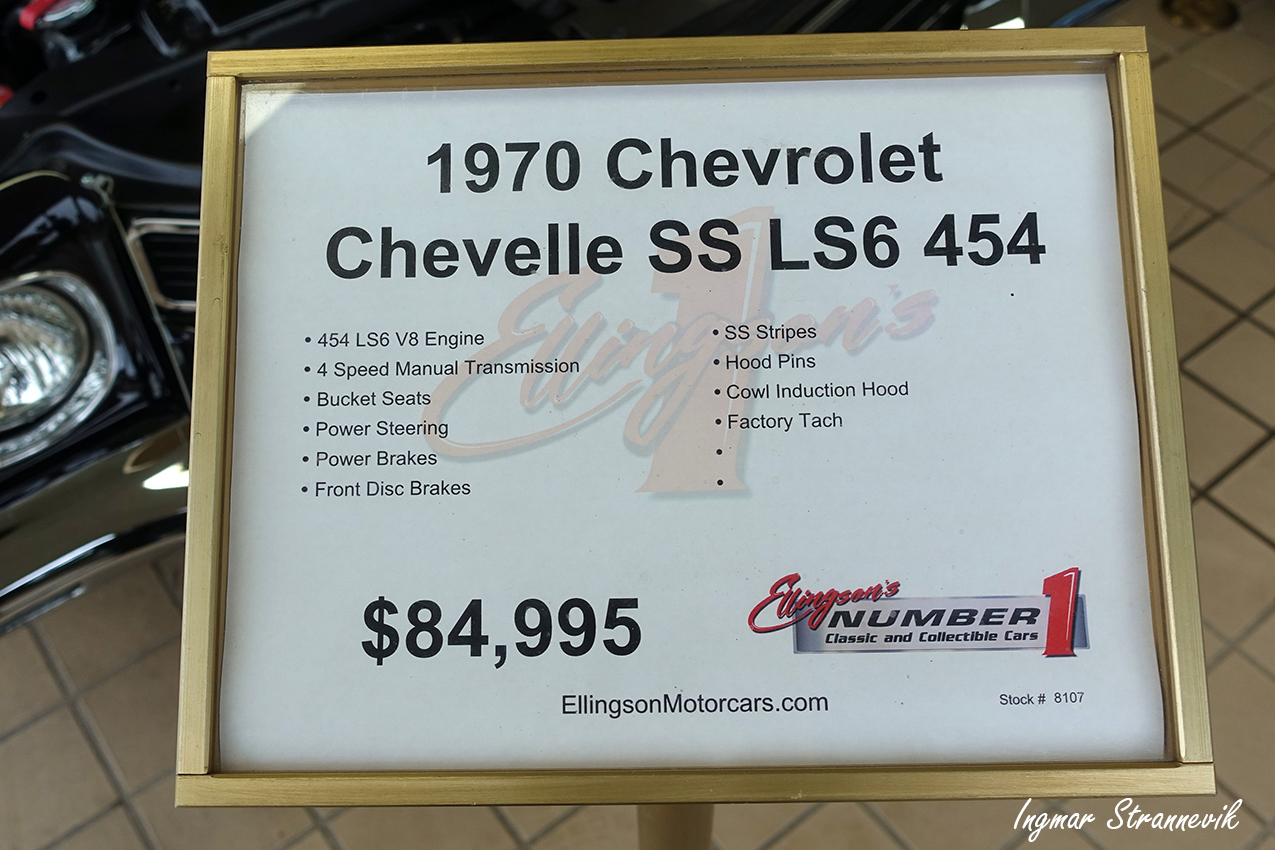 1970 Chevrolet
Chevelle SS LS6 454
Ellingson's
1
• 454 LS6 V8 Engine
• 4 Speed Manual Transmission
• Bucket Seats
• Power Steering
• Power Brakes
• Front Disc Brakes
• SS Stripes
• Hood Pins
• Cowl Induction Hood
• Factory Tach
•
•
$84,995
Ellingson's
NUMBER 1
Classic and Collectible Cars
EllingsonMotorcars.com
Stock # 8107
Ingmar Strannevik